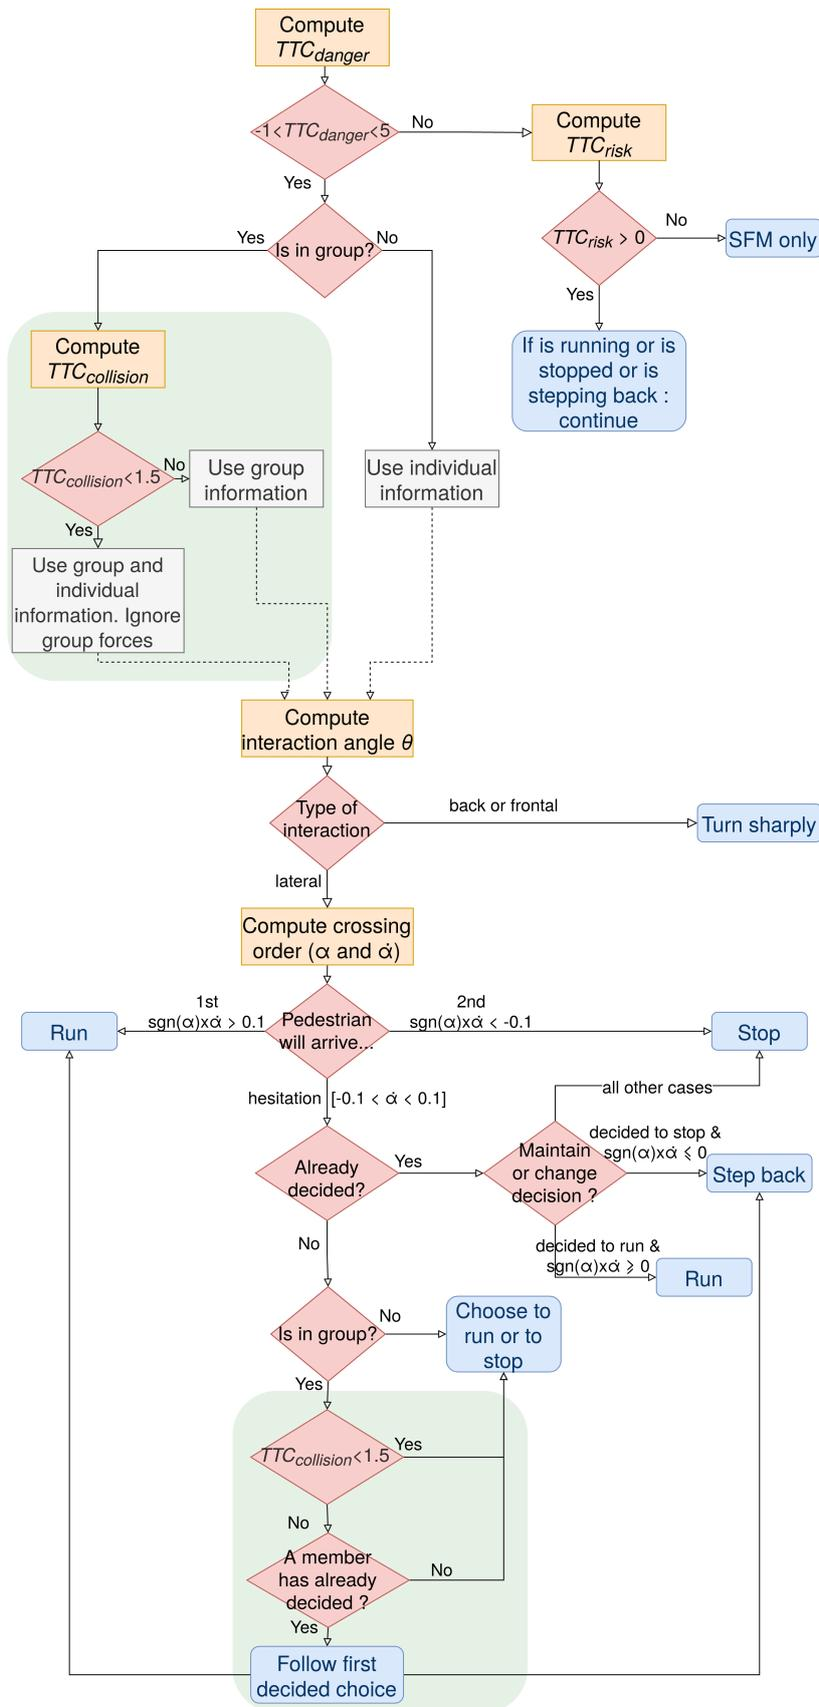 Compute
TTCdanger
-1<TTCdanger<5
No
Compute
TTCrisk
Yes
TTCrisk > 0
No
SFM only
Yes
If is running or is
stopped or is
stepping back :
continue
Yes
Is in group?
No
Compute
TTCcollision
TTCcollision<1.5
No
Use group
information
Use individual
information
Yes
Use group and
individual
information. Ignore
group forces
Compute
interaction angle θ
Type of
interaction
back or frontal
Turn sharply
lateral
Compute crossing
order (α and α̇)
1st
sgn(α)xα̇ > 0.1
Run
Pedestrian
will arrive...
2nd
sgn(α)xα̇ < -0.1
Stop
hesitation
[-0.1 < α̇ < 0.1]
all other cases
Already
decided?
Yes
Maintain
or change
decision ?
decided to stop &
sgn(α)xα̇ ⩽ 0
Step back
decided to run &
sgn(α)xα̇ ⩾ 0
Run
No
Is in group?
No
Choose to
run or to
stop
Yes
TTCcollision<1.5
Yes
No
A member
has already
decided ?
No
Yes
Follow first
decided choice